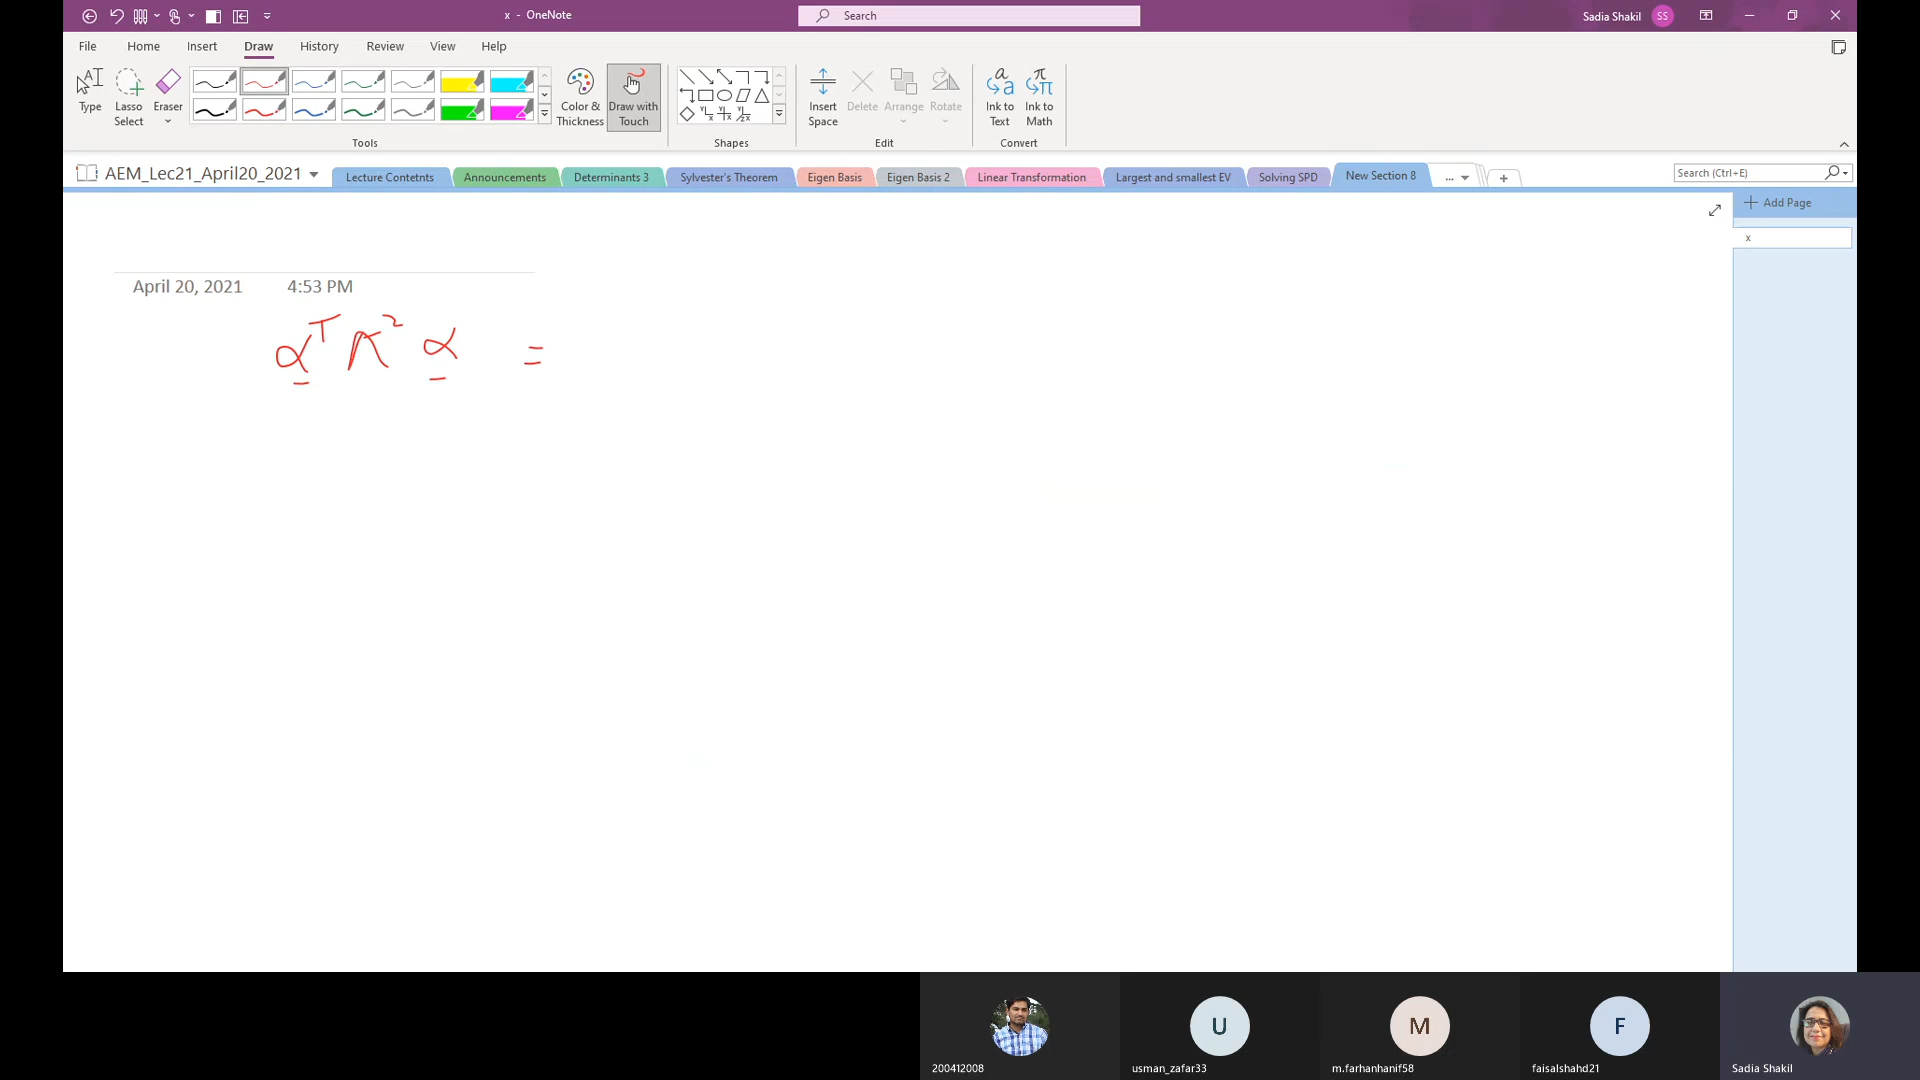 x - OneNote
Search
Sadia Shakil SS
File Home Insert Draw History Review View Help
Type
Lasso Select
Eraser
Color & Thickness
Draw with Touch
Insert Space
Delete
Arrange
Rotate
Ink to Text
Ink to Math
Tools Shapes Edit Convert
AEM_Lec21_April20_2021
Lecture Contetnts Announcements Determinants 3 Sylvester's Theorem Eigen Basis Eigen Basis 2 Linear Transformation Largest and smallest EV Solving SPD New Section 8 ... +
Search (Ctrl+E)
Add Page
x
April 20, 2021 4:53 PM
α^T Λ^2 α =
U M F
200412008 usman_zafar33 m.farhanhanif58 faisalshahd21 Sadia Shakil